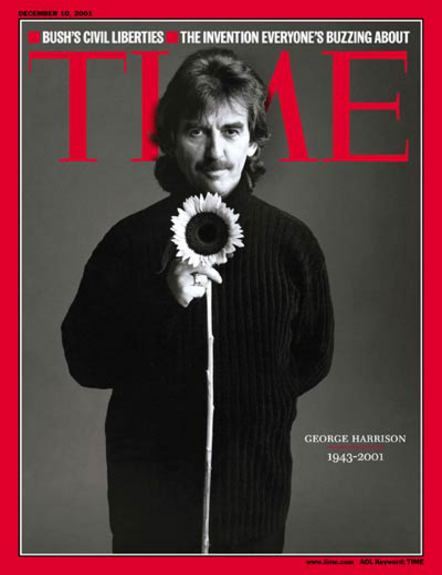 DECEMBER 10, 2001
BUSH'S CIVIL LIBERTIES THE INVENTION EVERYONE'S BUZZING ABOUT
TIME
GEORGE HARRISON
1943-2001
www.time.com AOL Keyword: TIME